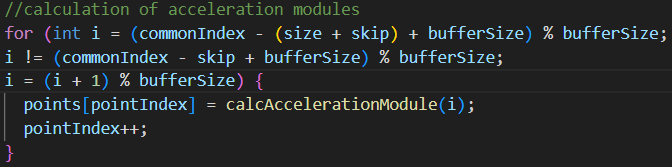 //calculation of acceleration modules
for (int i = (commonIndex - (size + skip) + bufferSize) % bufferSize;
i != (commonIndex - skip + bufferSize) % bufferSize;
i = (i + 1) % bufferSize) {
  points[pointIndex] = calcAccelerationModule(i);
  pointIndex++;
}